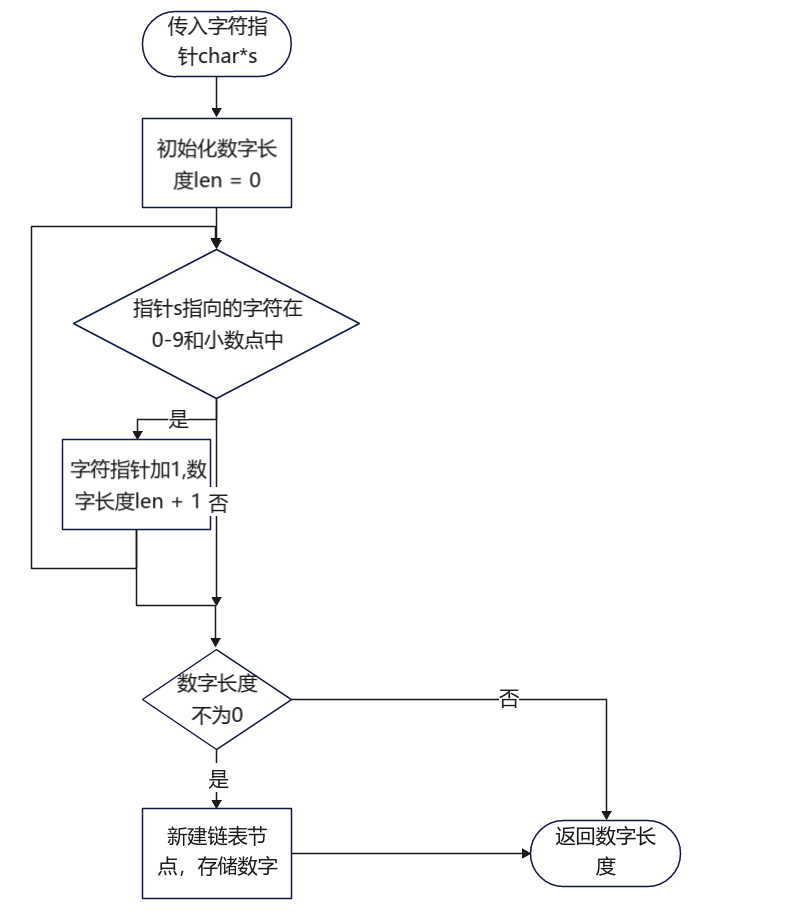 传入字符指
针char*s
初始化数字长
度len = 0
指针s指向的字符在
0-9和小数点中
是
字符指针加1,数
字长度len + 1
否
数字长度
不为0
否
是
新建链表节
点，存储数字
返回数字长
度